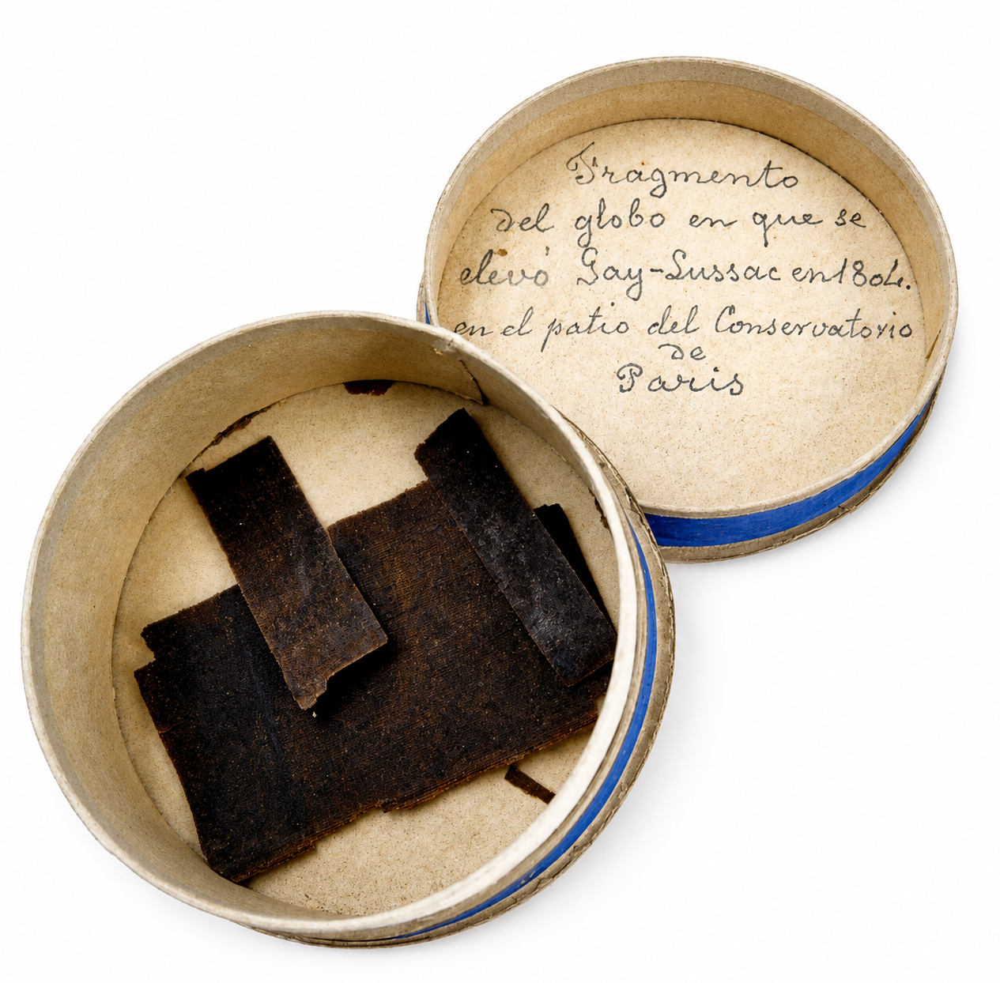 Fragmento
del globo en que se
elevó Gay-Lussac en 1804.
en el patio del Conservatorio
de
Paris